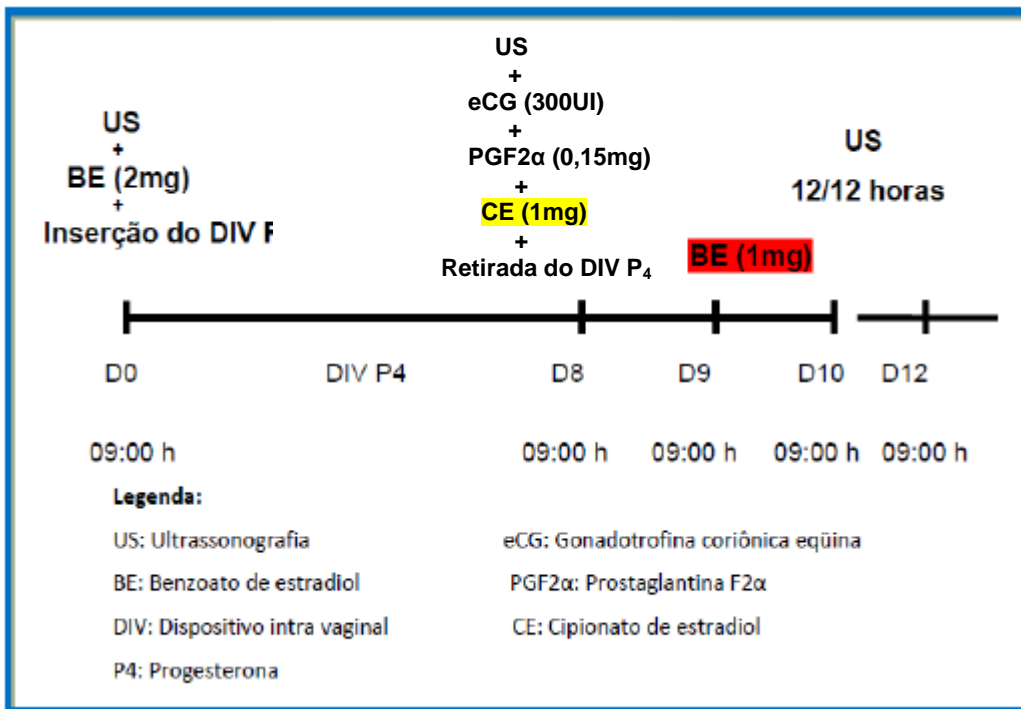 US
+
BE (2mg)
+
Inserção do DIV
US
+
eCG (300UI)
+
PGF2α (0,15mg)
+
CE (1mg)
+
Retirada do DIV P₄
BE (1mg)
US
12/12 horas
D0 DIV P4 D8 D9 D10 D12
09:00 h 09:00 h 09:00 h 09:00 h 09:00 h
Legenda:
US: Ultrassonografia eCG: Gonadotrofina coriônica eqüina
BE: Benzoato de estradiol PGF2α: Prostaglantina F2α
DIV: Dispositivo intra vaginal CE: Cipionato de estradiol
P4: Progesterona